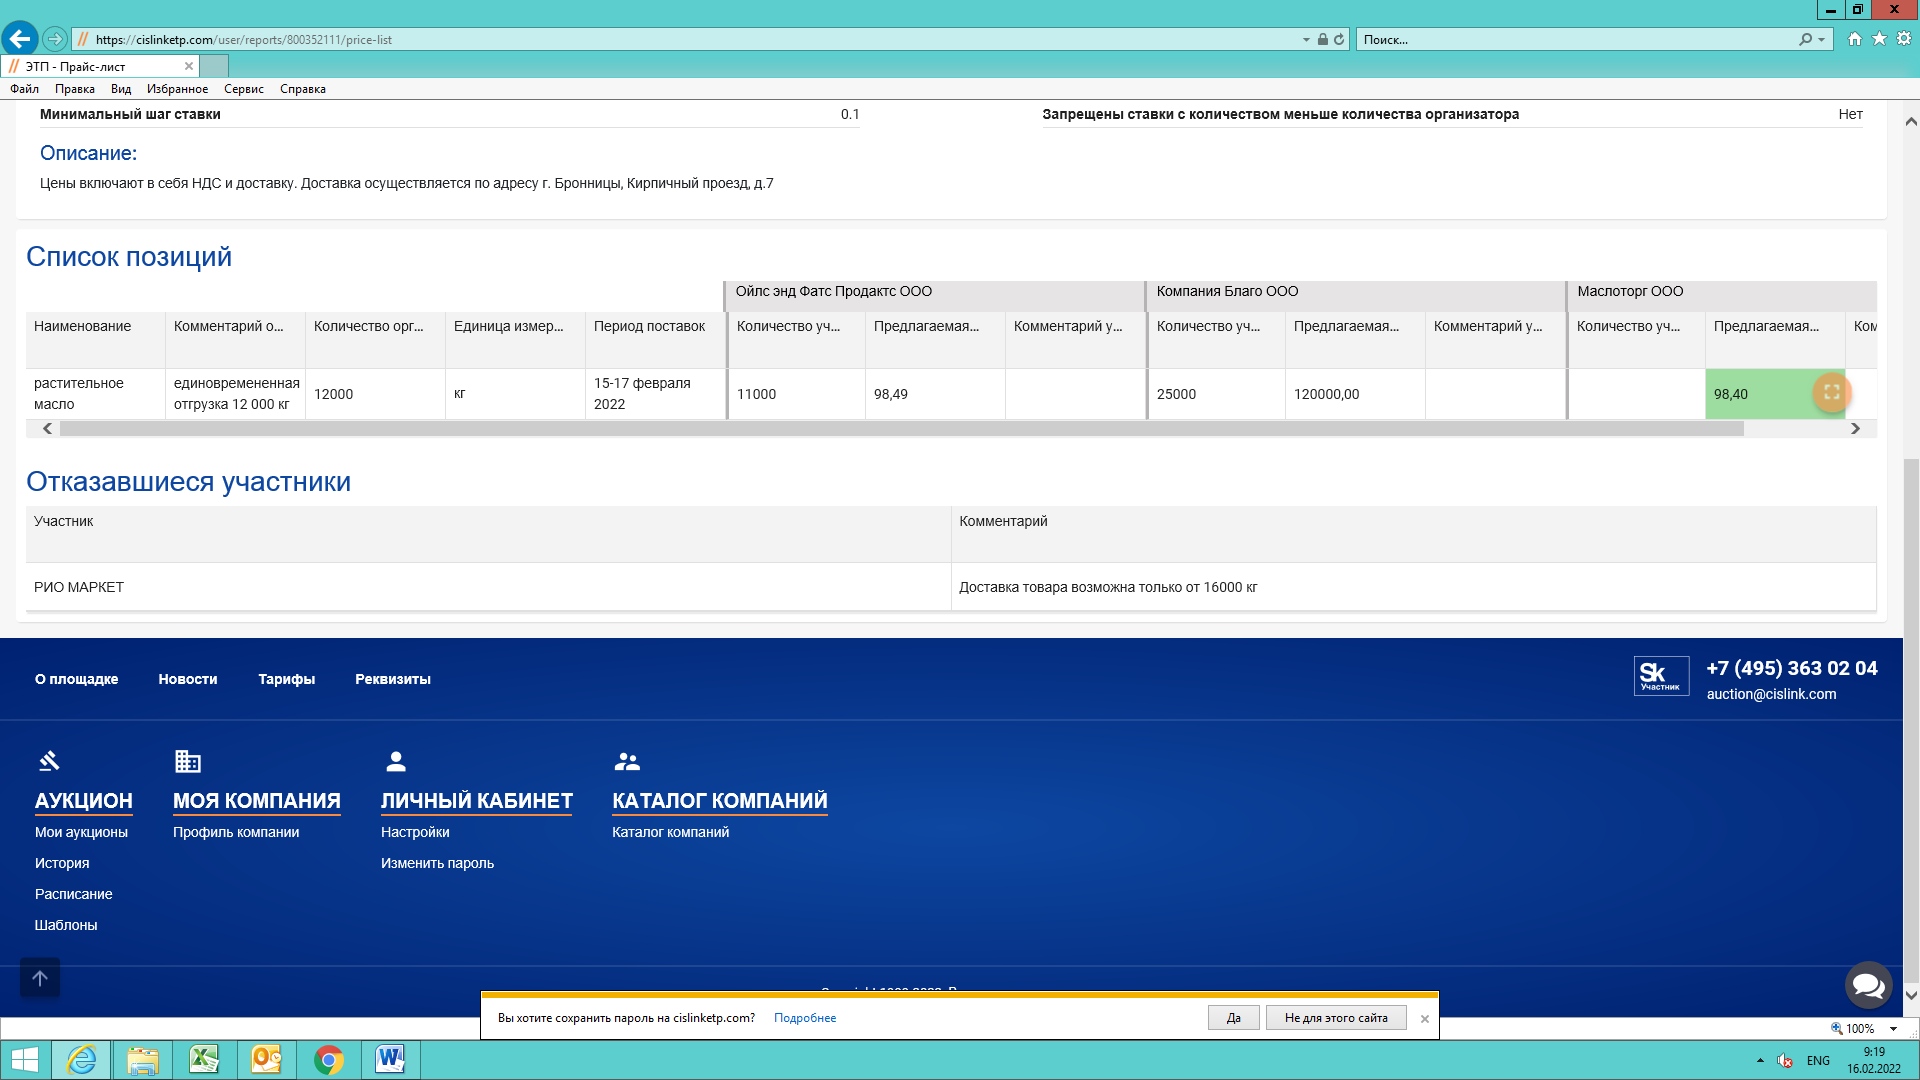 https://cislinketp.com/user/reports/800352111/price-list
Поиск...
ЭТП - Прайс-лист
Файл Правка Вид Избранное Сервис Справка
Минимальный шаг ставки 0.1
Запрещены ставки с количеством меньше количества организатора Нет
Описание:
Цены включают в себя НДС и доставку. Доставка осуществляется по адресу г. Бронницы, Кирпичный проезд, д.7
Список позиций
Ойлс энд Фатс Продактс ООО Компания Благо ООО Маслоторг ООО
Наименование Комментарий о... Количество орг... Единица измер... Период поставок Количество уч... Предлагаемая... Комментарий у... Количество уч... Предлагаемая... Комментарий у... Количество уч... Предлагаемая... Ком
растительное единовремененная 15-17 февраля
12000 кг 11000 98,49 25000 120000,00 98,40
масло отгрузка 12 000 кг 2022
Отказавшиеся участники
Участник Комментарий
РИО МАРКЕТ Доставка товара возможна только от 16000 кг
О площадке Новости Тарифы Реквизиты
Sk
Участник
+7 (495) 363 02 04
auction@cislink.com
АУКЦИОН МОЯ КОМПАНИЯ ЛИЧНЫЙ КАБИНЕТ КАТАЛОГ КОМПАНИЙ
Мои аукционы Профиль компании Настройки Каталог компаний
История Изменить пароль
Расписание
Шаблоны
Вы хотите сохранить пароль на cislinketp.com? Подробнее Да Не для этого сайта
100%
ENG
9:19
16.02.2022